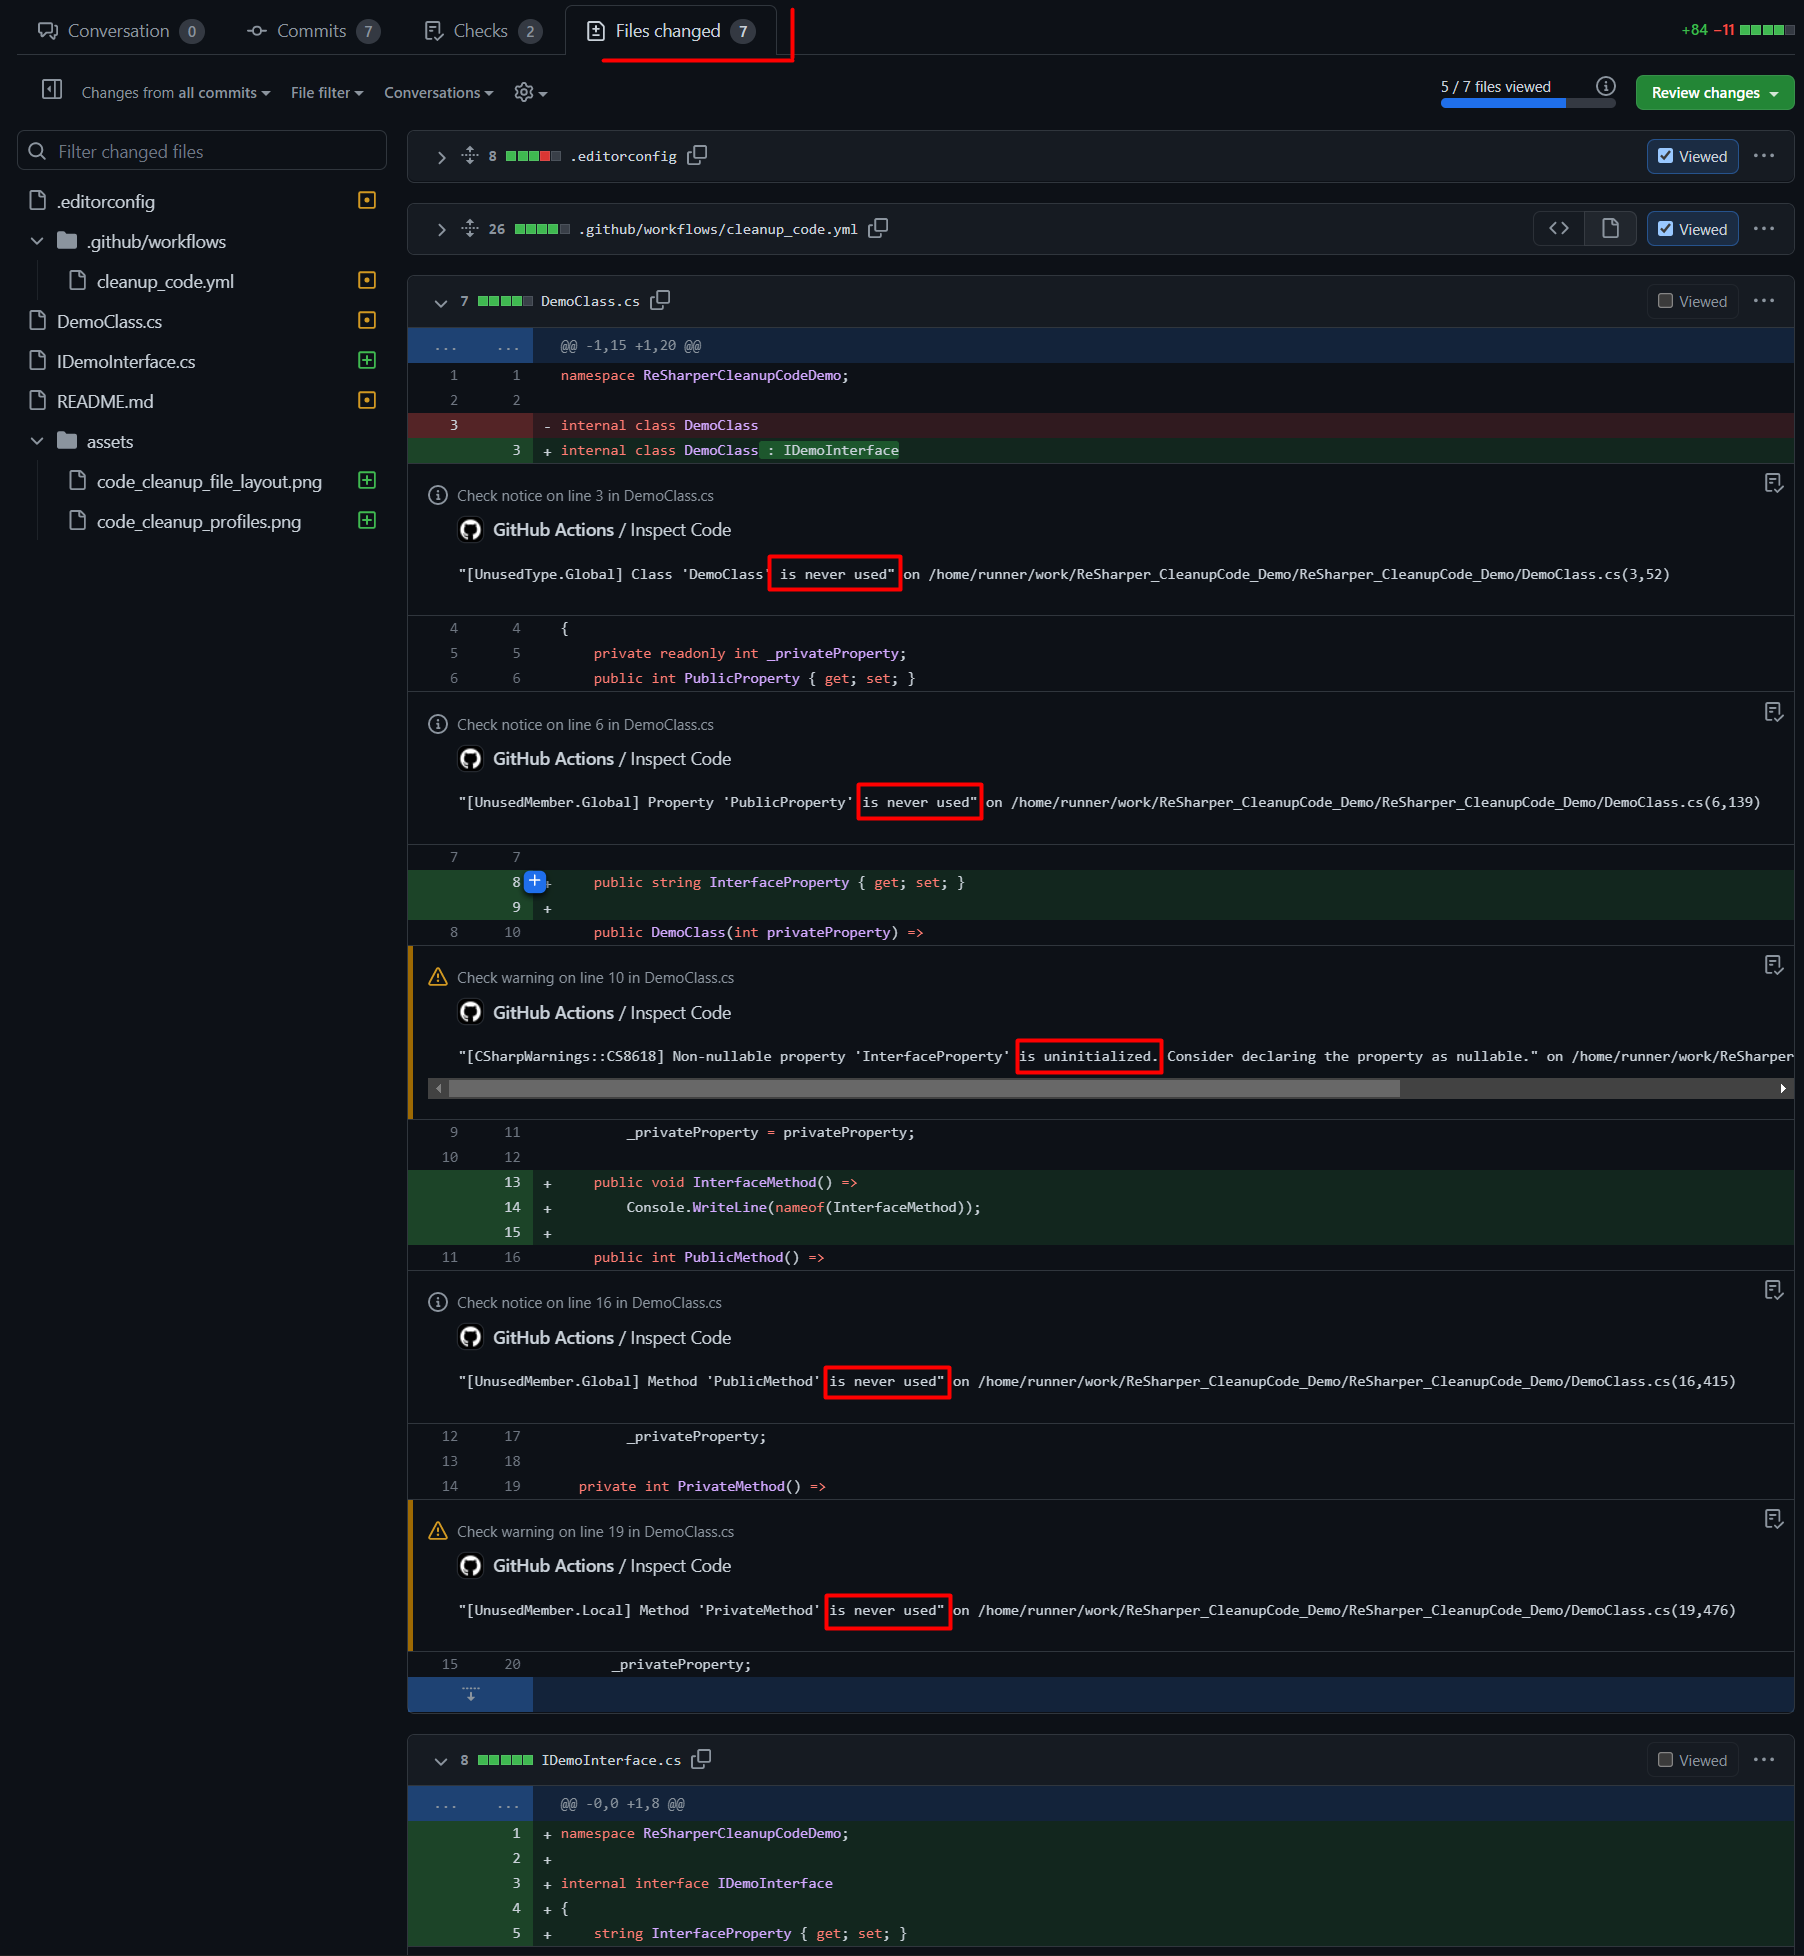 Conversation 0 Commits 7 Checks 2 Files changed 7 +84 −11
Changes from all commits File filter Conversations 5 / 7 files viewed Review changes
Filter changed files
.editorconfig
.github/workflows
cleanup_code.yml
DemoClass.cs
IDemoInterface.cs
README.md
assets
code_cleanup_file_layout.png
code_cleanup_profiles.png
8 .editorconfig Viewed
26 .github/workflows/cleanup_code.yml Viewed
7 DemoClass.cs Viewed
... ... @@ -1,15 +1,20 @@
1 1 namespace ReSharperCleanupCodeDemo;
2 2
3 - internal class DemoClass
3 + internal class DemoClass : IDemoInterface
Check notice on line 3 in DemoClass.cs
GitHub Actions / Inspect Code
"[UnusedType.Global] Class 'DemoClass' is never used" on /home/runner/work/ReSharper_CleanupCode_Demo/ReSharper_CleanupCode_Demo/DemoClass.cs(3,52)
4 4 {
5 5 private readonly int _privateProperty;
6 6 public int PublicProperty { get; set; }
Check notice on line 6 in DemoClass.cs
GitHub Actions / Inspect Code
"[UnusedMember.Global] Property 'PublicProperty' is never used" on /home/runner/work/ReSharper_CleanupCode_Demo/ReSharper_CleanupCode_Demo/DemoClass.cs(6,139)
7 7
8 + public string InterfaceProperty { get; set; }
9 +
8 10 public DemoClass(int privateProperty) =>
Check warning on line 10 in DemoClass.cs
GitHub Actions / Inspect Code
"[CSharpWarnings::CS8618] Non-nullable property 'InterfaceProperty' is uninitialized. Consider declaring the property as nullable." on /home/runner/work/ReSharper
9 11 _privateProperty = privateProperty;
10 12
13 + public void InterfaceMethod() =>
14 + Console.WriteLine(nameof(InterfaceMethod));
15 +
11 16 public int PublicMethod() =>
Check notice on line 16 in DemoClass.cs
GitHub Actions / Inspect Code
"[UnusedMember.Global] Method 'PublicMethod' is never used" on /home/runner/work/ReSharper_CleanupCode_Demo/ReSharper_CleanupCode_Demo/DemoClass.cs(16,415)
12 17 _privateProperty;
13 18
14 19 private int PrivateMethod() =>
Check warning on line 19 in DemoClass.cs
GitHub Actions / Inspect Code
"[UnusedMember.Local] Method 'PrivateMethod' is never used" on /home/runner/work/ReSharper_CleanupCode_Demo/ReSharper_CleanupCode_Demo/DemoClass.cs(19,476)
15 20 _privateProperty;
8 IDemoInterface.cs Viewed
... ... @@ -0,0 +1,8 @@
1 + namespace ReSharperCleanupCodeDemo;
2 +
3 + internal interface IDemoInterface
4 + {
5 + string InterfaceProperty { get; set; }